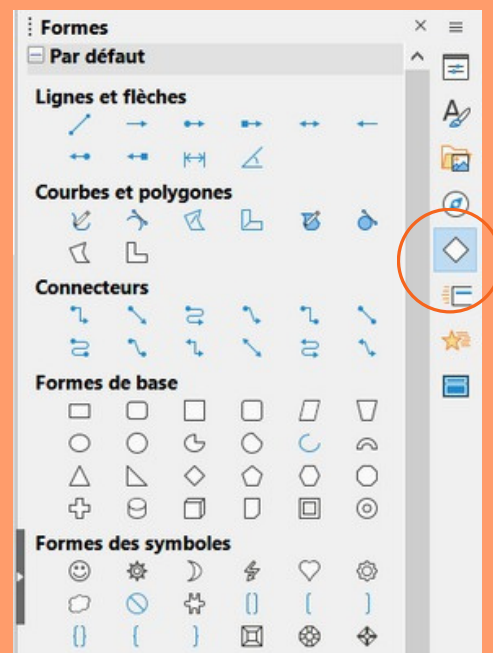 Formes
Par défaut
Lignes et flèches
Courbes et polygones
Connecteurs
Formes de base
Formes des symboles